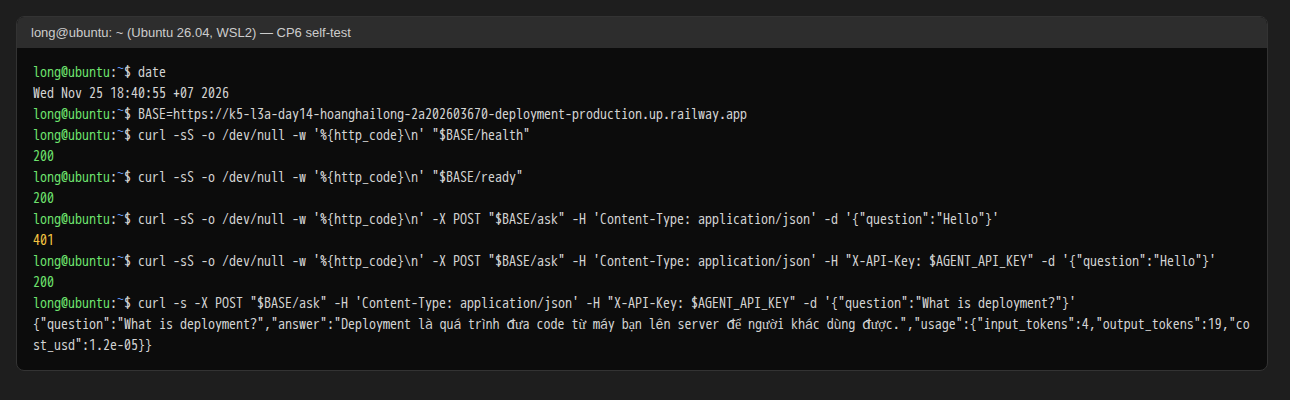 long@ubuntu: ~ (Ubuntu 26.04, WSL2) — CP6 self-test
long@ubuntu:~$ date
Wed Nov 25 18:40:55 +07 2026
long@ubuntu:~$ BASE=https://k5-l3a-day14-hoanghailong-2a202603670-deployment-production.up.railway.app
long@ubuntu:~$ curl -sS -o /dev/null -w '%{http_code}\n' "$BASE/health"
200
long@ubuntu:~$ curl -sS -o /dev/null -w '%{http_code}\n' "$BASE/ready"
200
long@ubuntu:~$ curl -sS -o /dev/null -w '%{http_code}\n' -X POST "$BASE/ask" -H 'Content-Type: application/json' -d '{"question":"Hello"}'
401
long@ubuntu:~$ curl -sS -o /dev/null -w '%{http_code}\n' -X POST "$BASE/ask" -H 'Content-Type: application/json' -H "X-API-Key: $AGENT_API_KEY" -d '{"question":"Hello"}'
200
long@ubuntu:~$ curl -s -X POST "$BASE/ask" -H 'Content-Type: application/json' -H "X-API-Key: $AGENT_API_KEY" -d '{"question":"What is deployment?"}'
{"question":"What is deployment?","answer":"Deployment là quá trình đưa code từ máy bạn lên server để người khác dùng được.","usage":{"input_tokens":4,"output_tokens":19,"co
st_usd":1.2e-05}}